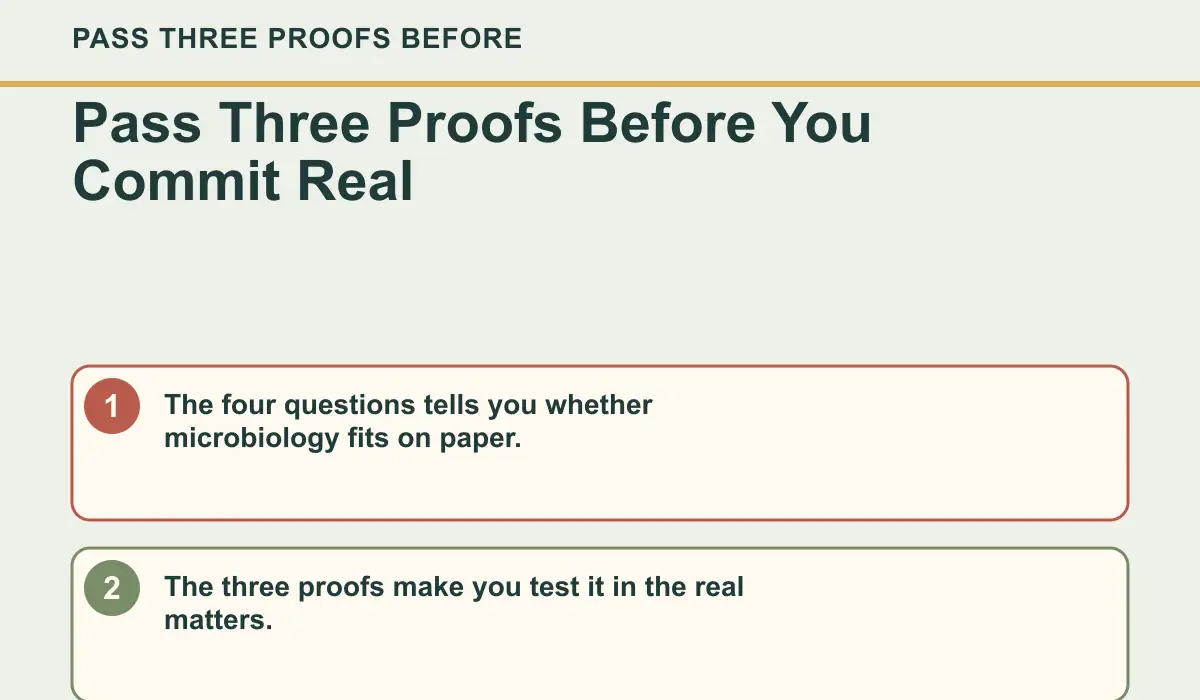 PASS THREE PROOFS BEFORE
Pass Three Proofs Before You
Commit Real
1
The four questions tells you whether
microbiology fits on paper.
2
The three proofs make you test it in the real
matters.